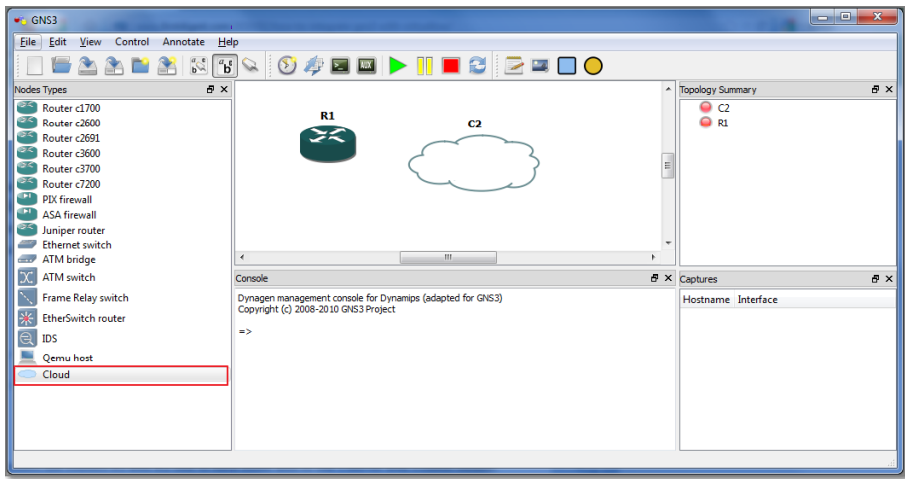 GNS3
File Edit View Control Annotate Help
Nodes Types
Router c1700
Router c2600
Router c2691
Router c3600
Router c3700
Router c7200
PIX firewall
ASA firewall
Juniper router
Ethernet switch
ATM bridge
ATM switch
Frame Relay switch
EtherSwitch router
IDS
Qemu host
Cloud
R1
C2
Console
Dynagen management console for Dynamips (adapted for GNS3)
Copyright (c) 2008-2010 GNS3 Project
=>
Topology Summary
C2
R1
Captures
Hostname Interface